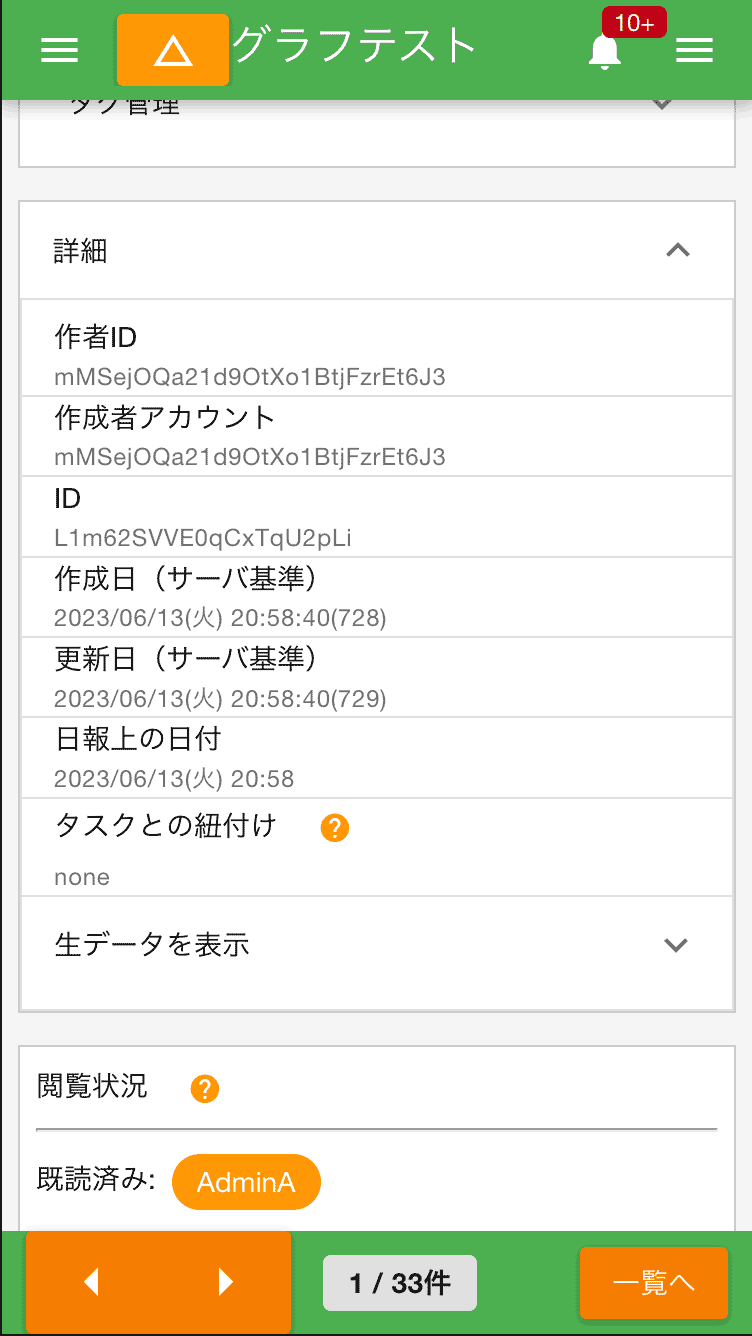 グラフテスト
10+
タグ管理
詳細
作者ID
mMSejOQa21d9OtXo1BtjFzrEt6J3
作成者アカウント
mMSejOQa21d9OtXo1BtjFzrEt6J3
ID
L1m62SVVE0qCxTqU2pLi
作成日（サーバ基準）
2023/06/13(火) 20:58:40(728)
更新日（サーバ基準）
2023/06/13(火) 20:58:40(729)
日報上の日付
2023/06/13(火) 20:58
タスクとの紐付け ?
none
生データを表示
閲覧状況 ?
既読済み: AdminA
1 / 33件
一覧へ